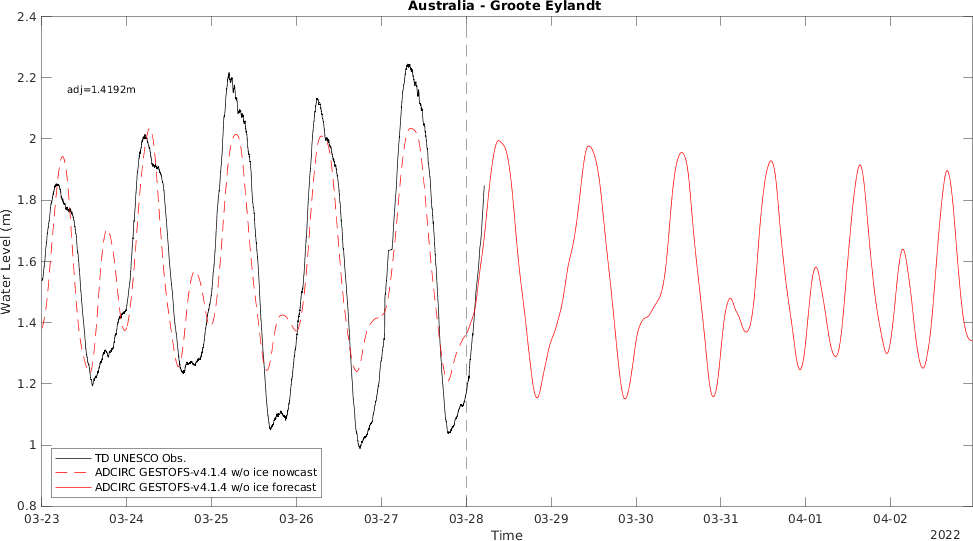 Australia - Groote Eylandt
2.4
2.2
adj=1.4192m
2
1.8
1.6
1.4
1.2
1
0.8
Water Level (m)
TD UNESCO Obs.
ADCIRC GESTOFS-v4.1.4 w/o ice nowcast
ADCIRC GESTOFS-v4.1.4 w/o ice forecast
03-23 03-24 03-25 03-26 03-27 03-28 03-29 03-30 03-31 04-01 04-02
Time
2022